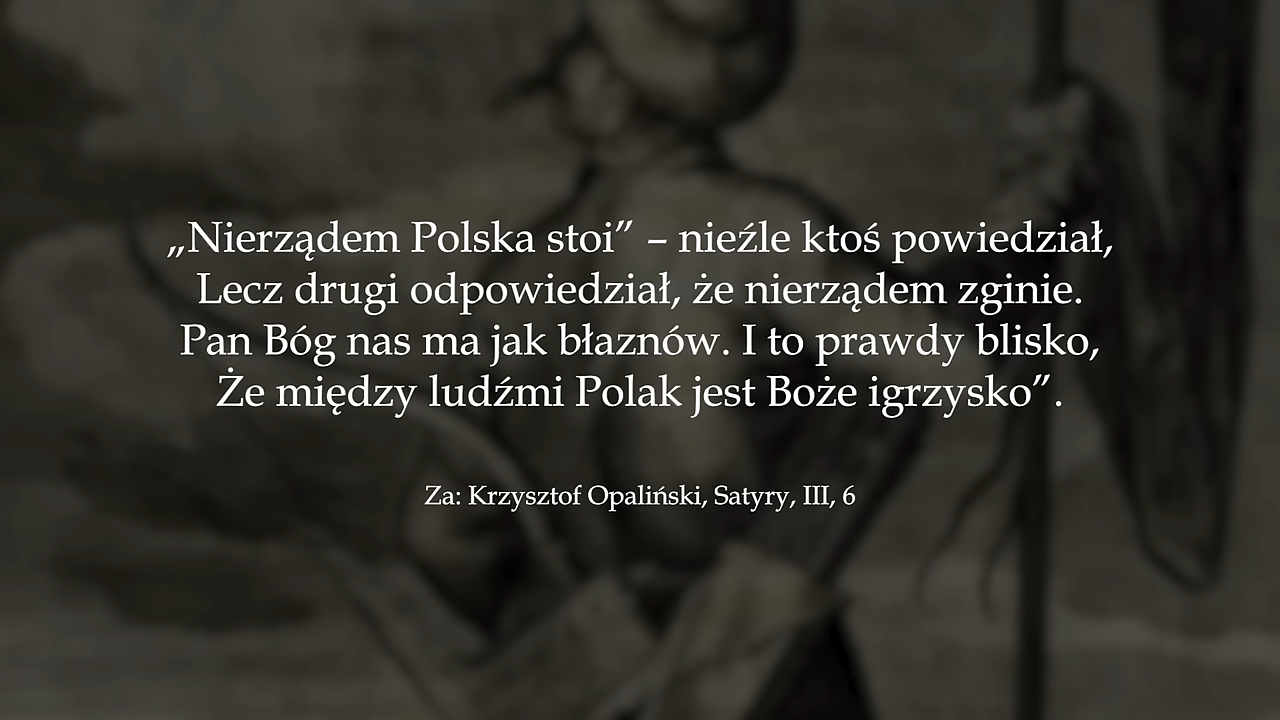 „Nierządem Polska stoi” – nieźle ktoś powiedział,
Lecz drugi odpowiedział, że nierządem zginie.
Pan Bóg nas ma jak błaznów. I to prawdy blisko,
Że między ludźmi Polak jest Boże igrzysko”.
Za: Krzysztof Opaliński, Satyry, III, 6